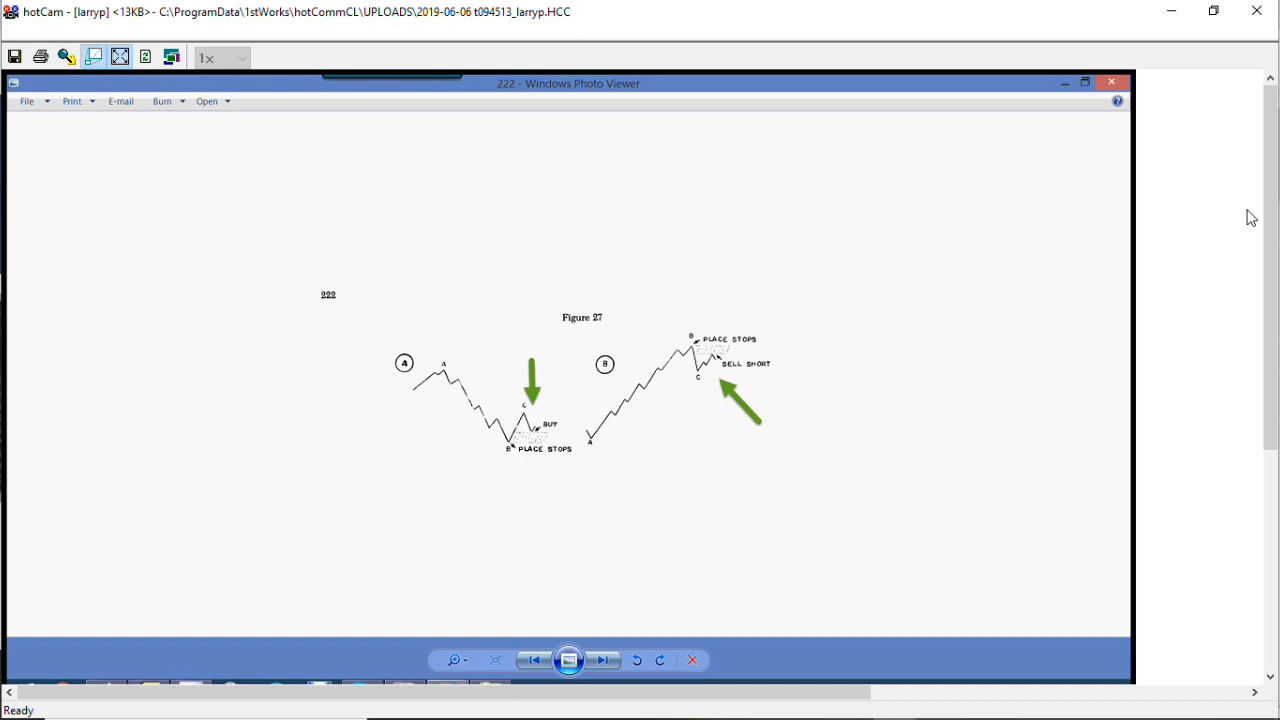 hotCam - [larryp] <13KB>- C:\ProgramData\1stWorks\hotCommCL\UPLOADS\2019-06-06 t094513_larryp.HCC
1x
222 - Windows Photo Viewer
File Print E-mail Burn Open
222
Figure 27
A A C BUY B PLACE STOPS
B B PLACE STOPS SELL SHORT C A
Ready